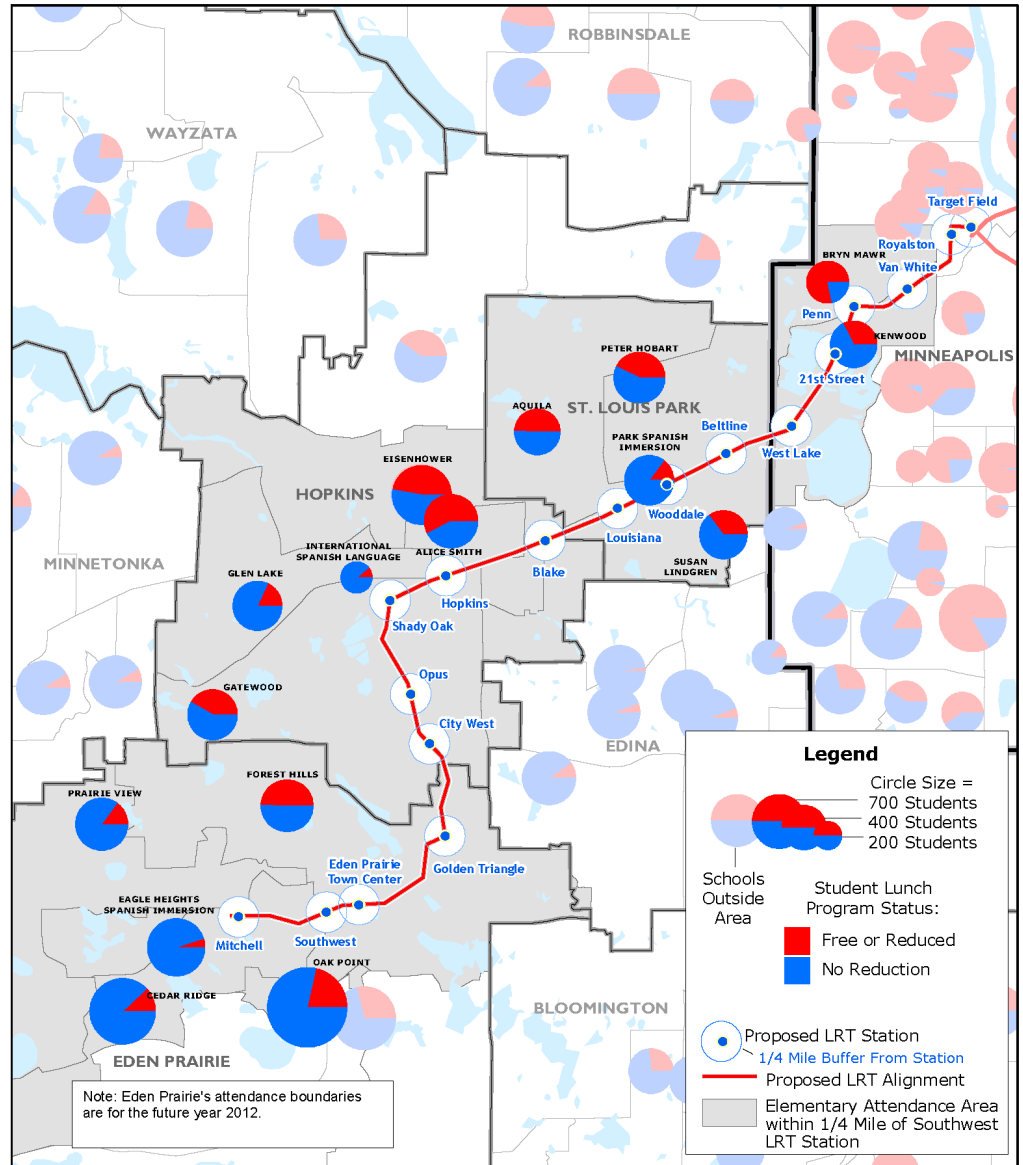 ROBBINSDALE
WAYZATA
Target Field
Royalston
BRYN MAWR
Van White
Penn
KENWOOD
MINNEAPOLIS
PETER HOBART
21st Street
AQUILA
ST. LOUIS PARK
Beltline
PARK SPANISH
IMMERSION
West Lake
EISENHOWER
HOPKINS
Wooddale
Louisiana
INTERNATIONAL
SPANISH LANGUAGE
ALICE SMITH
MINNETONKA
GLEN LAKE
Blake
SUSAN
LINDGREN
Hopkins
Shady Oak
Opus
GATEWOOD
City West
EDINA
FOREST HILLS
PRAIRIE VIEW
Golden Triangle
Eden Prairie
Town Center
EAGLE HEIGHTS
SPANISH IMMERSION
Mitchell
Southwest
OAK POINT
CEDAR RIDGE
BLOOMINGTON
EDEN PRAIRIE
Note: Eden Prairie's attendance boundaries
are for the future year 2012.
Legend
Circle Size =
700 Students
400 Students
200 Students
Schools
Outside
Area
Student Lunch
Program Status:
Free or Reduced
No Reduction
Proposed LRT Station
1/4 Mile Buffer From Station
Proposed LRT Alignment
Elementary Attendance Area
within 1/4 Mile of Southwest
LRT Station